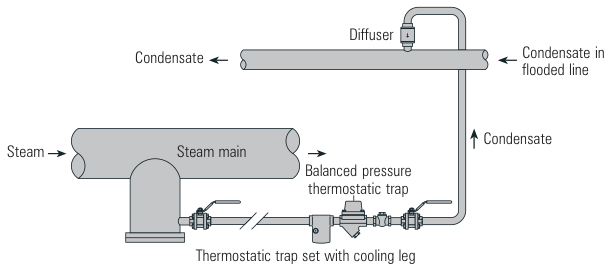 Diffuser
Condensate
Condensate in
flooded line
Condensate
Steam
Steam main
Balanced pressure
thermostatic trap
Thermostatic trap set with cooling leg